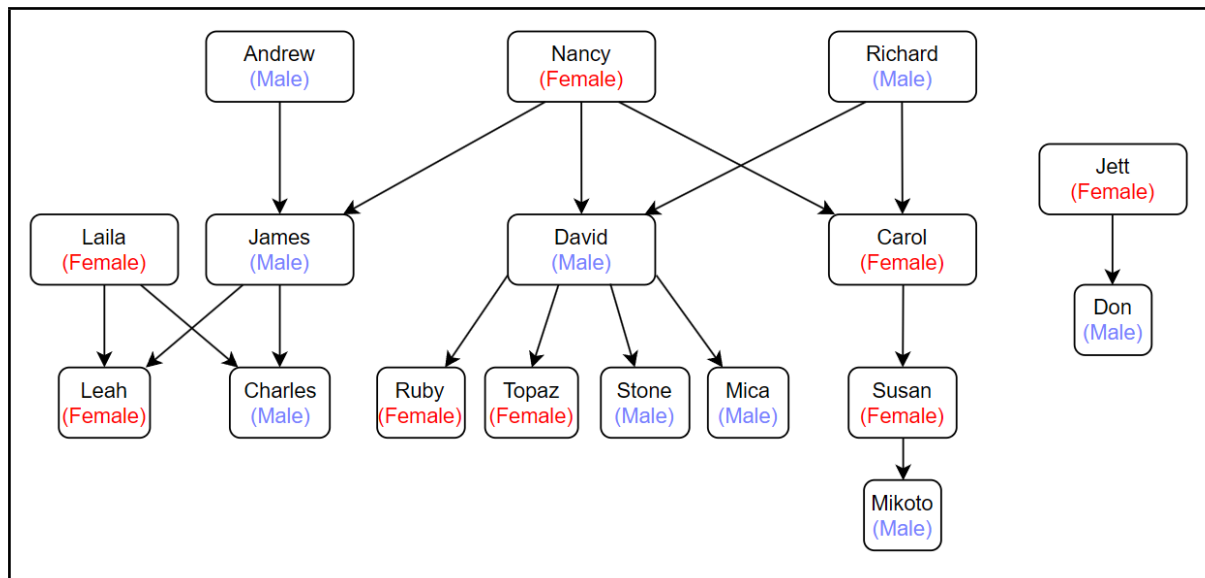 Andrew
(Male)
Nancy
(Female)
Richard
(Male)
Jett
(Female)
Laila
(Female)
James
(Male)
David
(Male)
Carol
(Female)
Don
(Male)
Leah
(Female)
Charles
(Male)
Ruby
(Female)
Topaz
(Female)
Stone
(Male)
Mica
(Male)
Susan
(Female)
Mikoto
(Male)